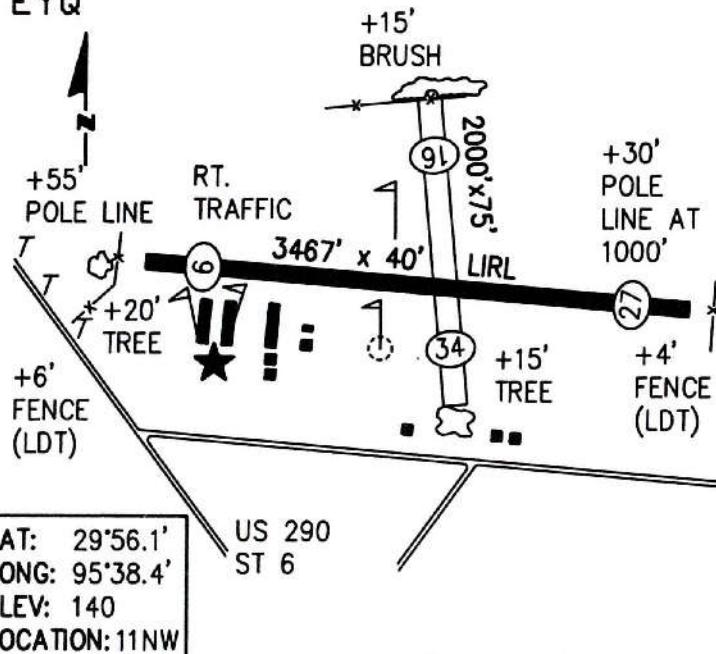 EYQ
+15'
BRUSH
N
+55'
POLE LINE
RT.
TRAFFIC
16
2000'x75'
+30'
POLE
LINE AT
1000'
T
T
T
9
3467' x 40'
LIRL
27
+20'
TREE
34
+15'
TREE
+4'
FENCE
(LDT)
+6'
FENCE
(LDT)
US 290
ST 6
AT: 29°56.1'
ONG: 95°38.4'
LEV: 140
OCATION: 11NW